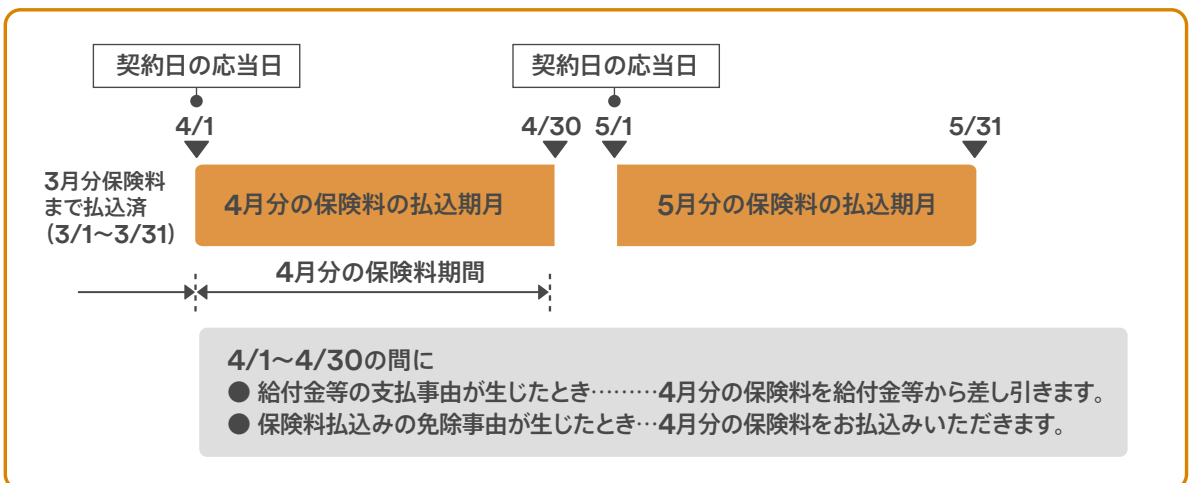 契約日の応当日
契約日の応当日
4/1
4/30
5/1
5/31
3月分保険料
まで払込済
(3/1～3/31)
4月分の保険料の払込期月
5月分の保険料の払込期月
4月分の保険料期間
4/1～4/30の間に
● 給付金等の支払事由が生じたとき………4月分の保険料を給付金等から差し引きます。
● 保険料払込みの免除事由が生じたとき…4月分の保険料をお払込みいただきます。